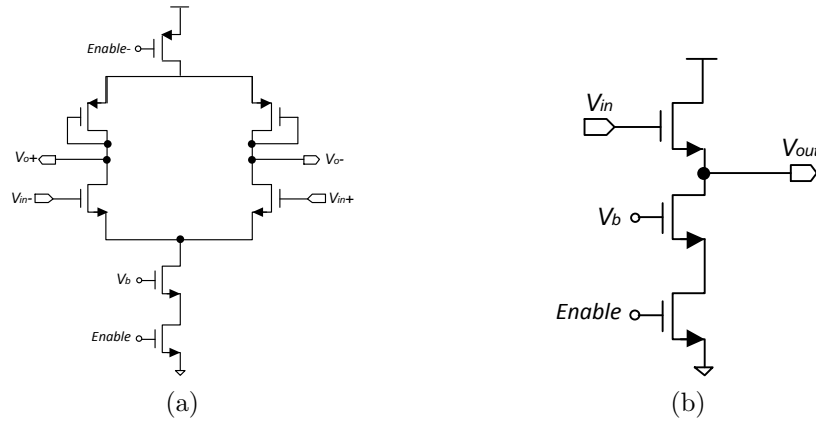 Enable-
Vo+
Vo-
Vin-
Vin+
Vb
Enable
(a)
Vin
Vout
Vb
Enable
(b)